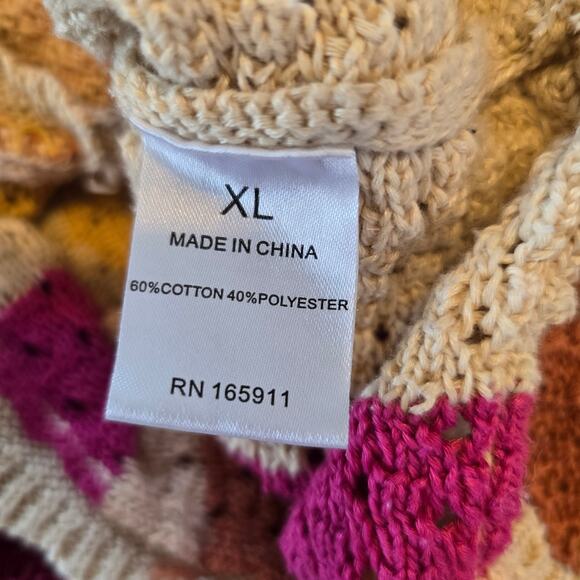 XL
MADE IN CHINA
60%COTTON 40%POLYESTER
RN 165911